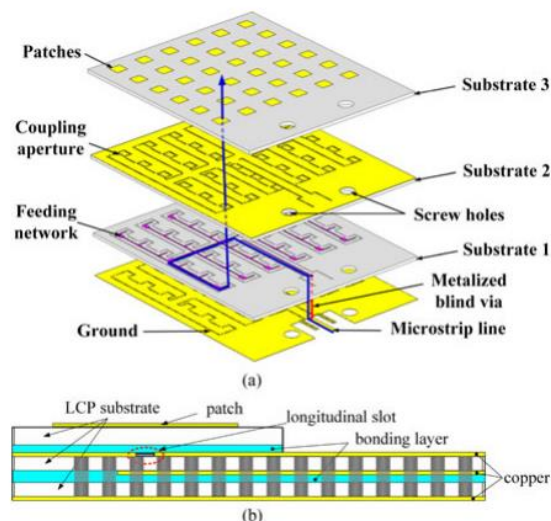 Patches
Substrate 3
Coupling
aperture
Substrate 2
Screw holes
Feeding
network
Substrate 1
Metalized
blind via
Microstrip line
Ground
(a)
LCP substrate
patch
longitudinal slot
bonding layer
copper
(b)